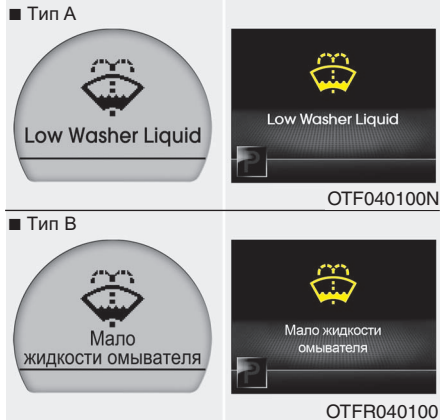 ■ Тип A
Low Washer Liquid
Low Washer Liquid
P
OTF040100N
■ Тип B
Мало
жидкости омывателя
Мало жидкости
омывателя
P
OTFR040100